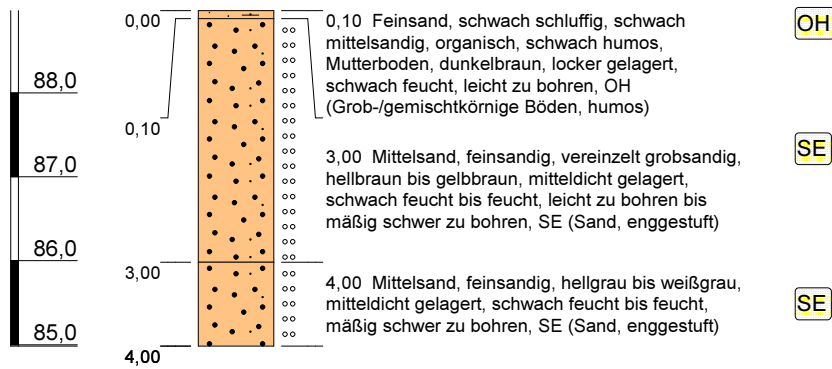 0,00
0,10 Feinsand, schwach schluffig, schwach
mittelsandig, organisch, schwach humos,
Mutterboden, dunkelbraun, locker gelagert,
schwach feucht, leicht zu bohren, OH
(Grob-/gemischtkörnige Böden, humos)
OH
88,0
0,10
3,00 Mittelsand, feinsandig, vereinzelt grobsandig,
hellbraun bis gelbbraun, mitteldicht gelagert,
schwach feucht bis feucht, leicht zu bohren bis
mäßig schwer zu bohren, SE (Sand, enggestuft)
SE
87,0
86,0
3,00
4,00 Mittelsand, feinsandig, hellgrau bis weißgrau,
mitteldicht gelagert, schwach feucht bis feucht,
mäßig schwer zu bohren, SE (Sand, enggestuft)
SE
85,0
4,00